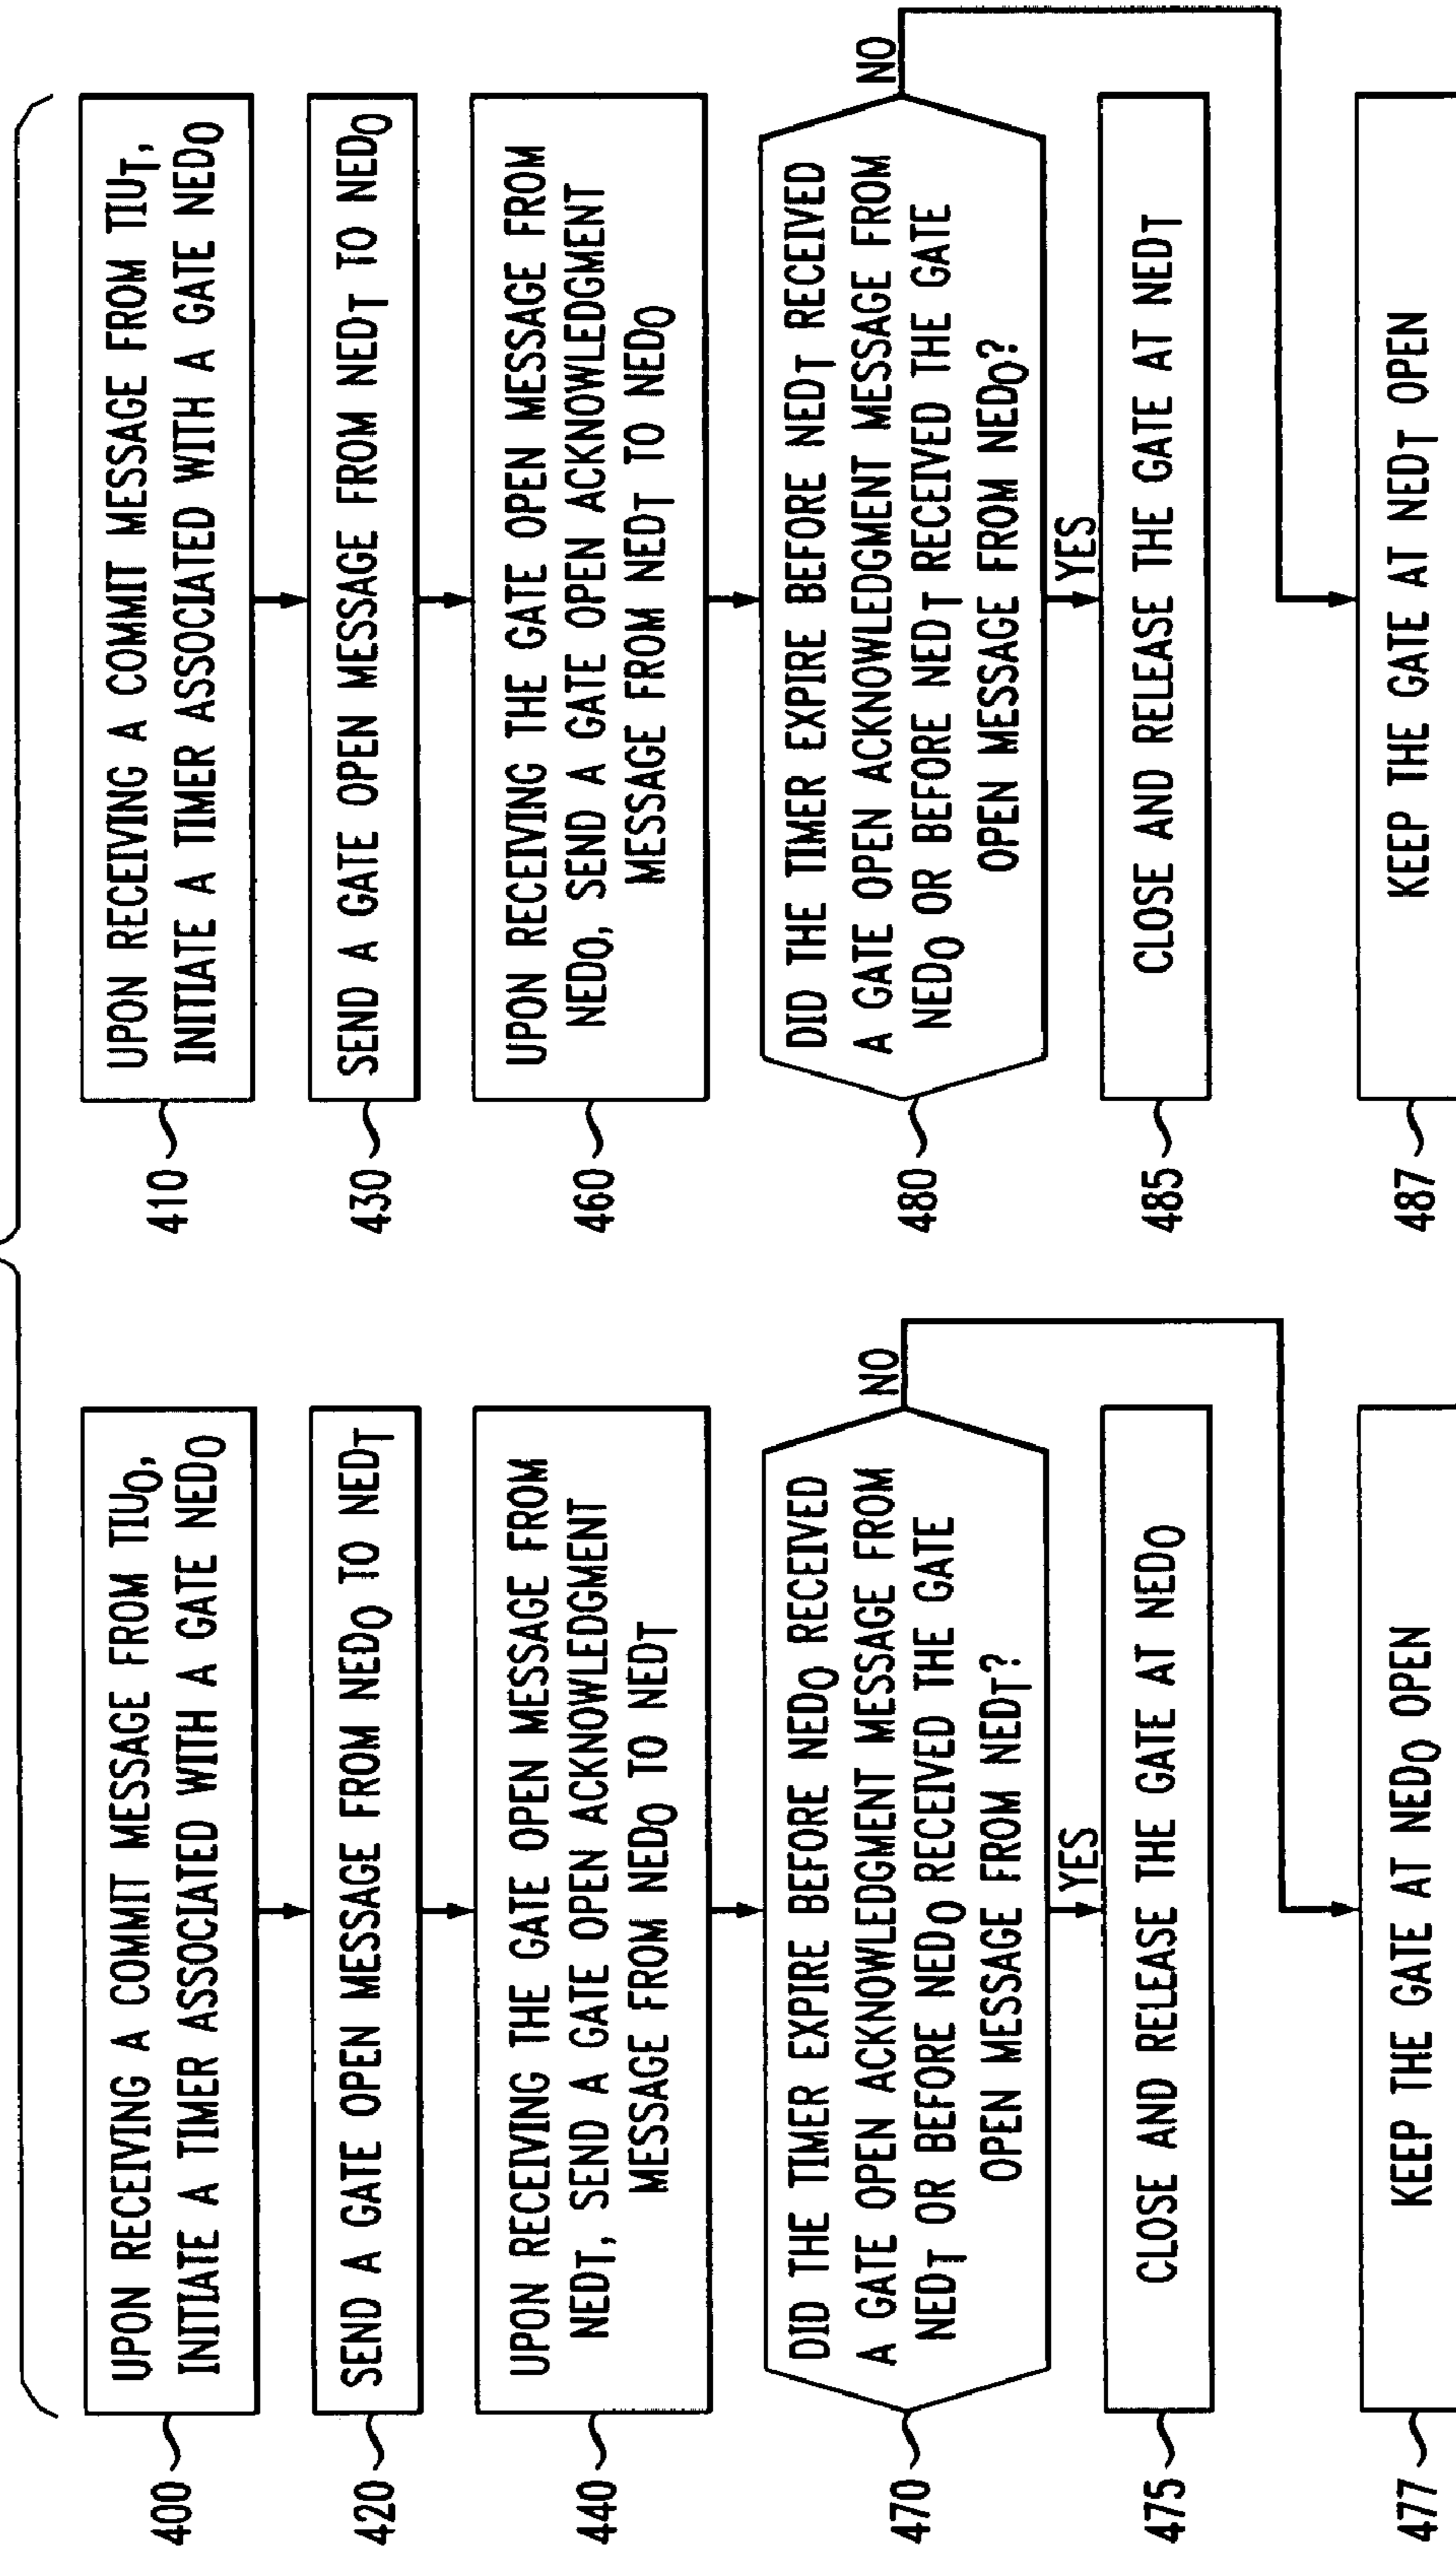 400
UPON RECEIVING A COMMIT MESSAGE FROM TIUO,
INITIATE A TIMER ASSOCIATED WITH A GATE NEDO
420
SEND A GATE OPEN MESSAGE FROM NEDO TO NEDT
440
UPON RECEIVING THE GATE OPEN MESSAGE FROM
NEDT, SEND A GATE OPEN ACKNOWLEDGMENT
MESSAGE FROM NEDO TO NEDT
470
DID THE TIMER EXPIRE BEFORE NEDO RECEIVED
A GATE OPEN ACKNOWLEDGMENT MESSAGE FROM
NEDT OR BEFORE NEDO RECEIVED THE GATE
OPEN MESSAGE FROM NEDT?
NO
YES
475
CLOSE AND RELEASE THE GATE AT NEDO
477
KEEP THE GATE AT NEDO OPEN
410
UPON RECEIVING A COMMIT MESSAGE FROM TIUT,
INITIATE A TIMER ASSOCIATED WITH A GATE NEDO
430
SEND A GATE OPEN MESSAGE FROM NEDT TO NEDO
460
UPON RECEIVING THE GATE OPEN MESSAGE FROM
NEDO, SEND A GATE OPEN ACKNOWLEDGMENT
MESSAGE FROM NEDT TO NEDO
480
DID THE TIMER EXPIRE BEFORE NEDT RECEIVED
A GATE OPEN ACKNOWLEDGMENT MESSAGE FROM
NEDO OR BEFORE NEDT RECEIVED THE GATE
OPEN MESSAGE FROM NEDO?
NO
YES
485
CLOSE AND RELEASE THE GATE AT NEDT
487
KEEP THE GATE AT NEDT OPEN